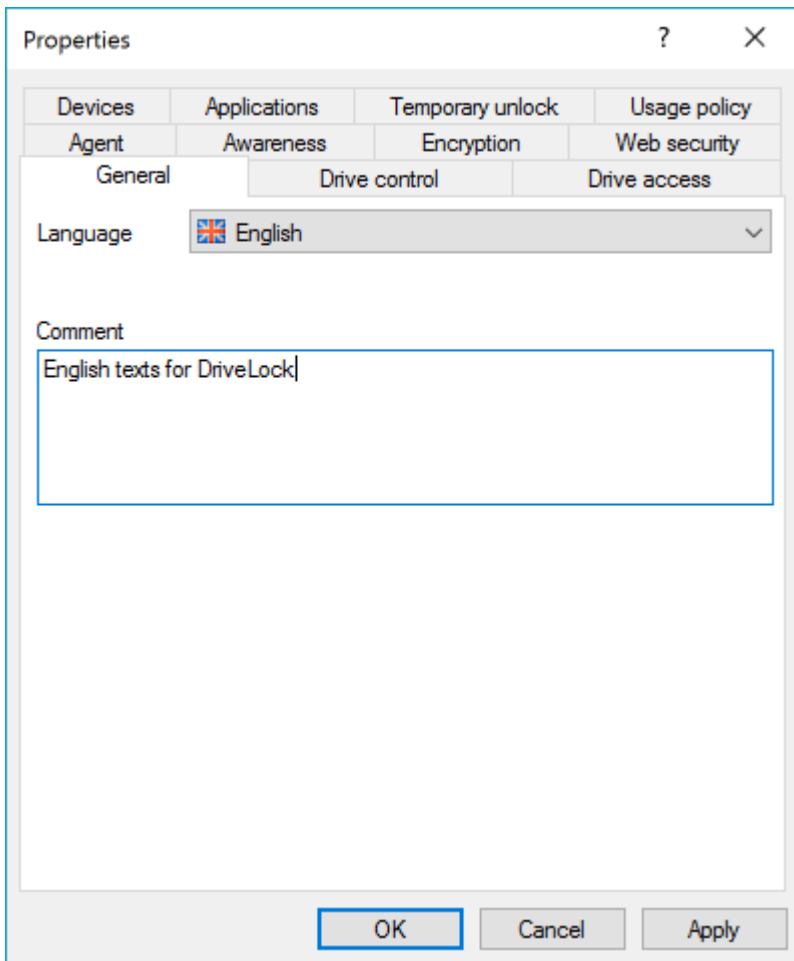 Properties ?
Devices Applications Temporary unlock Usage policy
Agent Awareness Encryption Web security
General Drive control Drive access
Language English
Comment
English texts for DriveLock
OK Cancel Apply